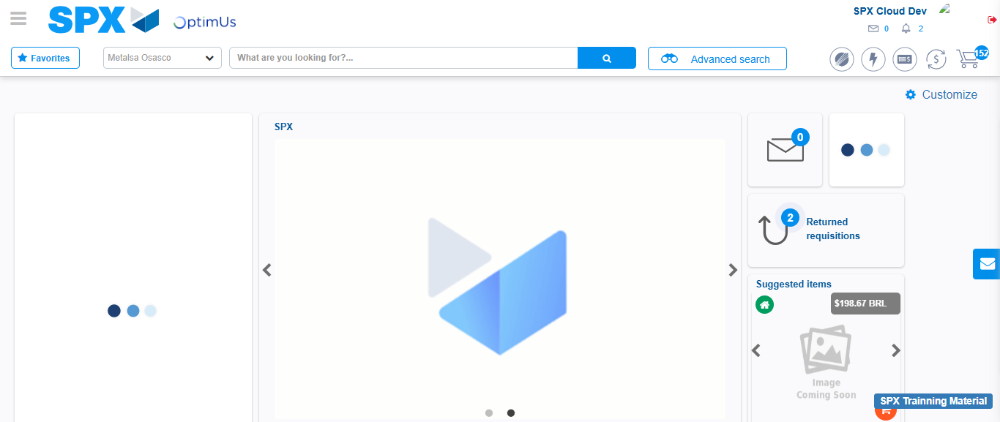 SPX
OptimUs
SPX Cloud Dev
0
2
Favorites
Metalsa Osasco
What are you looking for?...
Advanced search
$
152
Customize
SPX
0
2
Returned
requisitions
Suggested items
$198.67 BRL
Image
Coming Soon
SPX Trainning Material